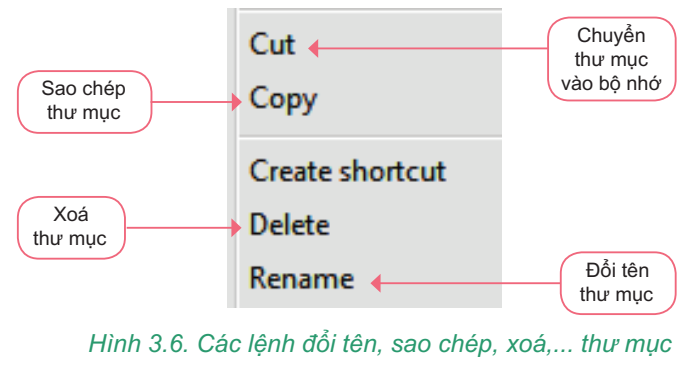 Cut
Chuyển
thư mục
vào bộ nhớ
Sao chép
thư mục
Copy
Create shortcut
Xoá
thư mục
Delete
Rename
Đổi tên
thư mục
Hình 3.6. Các lệnh đổi tên, sao chép, xoá,... thư mục